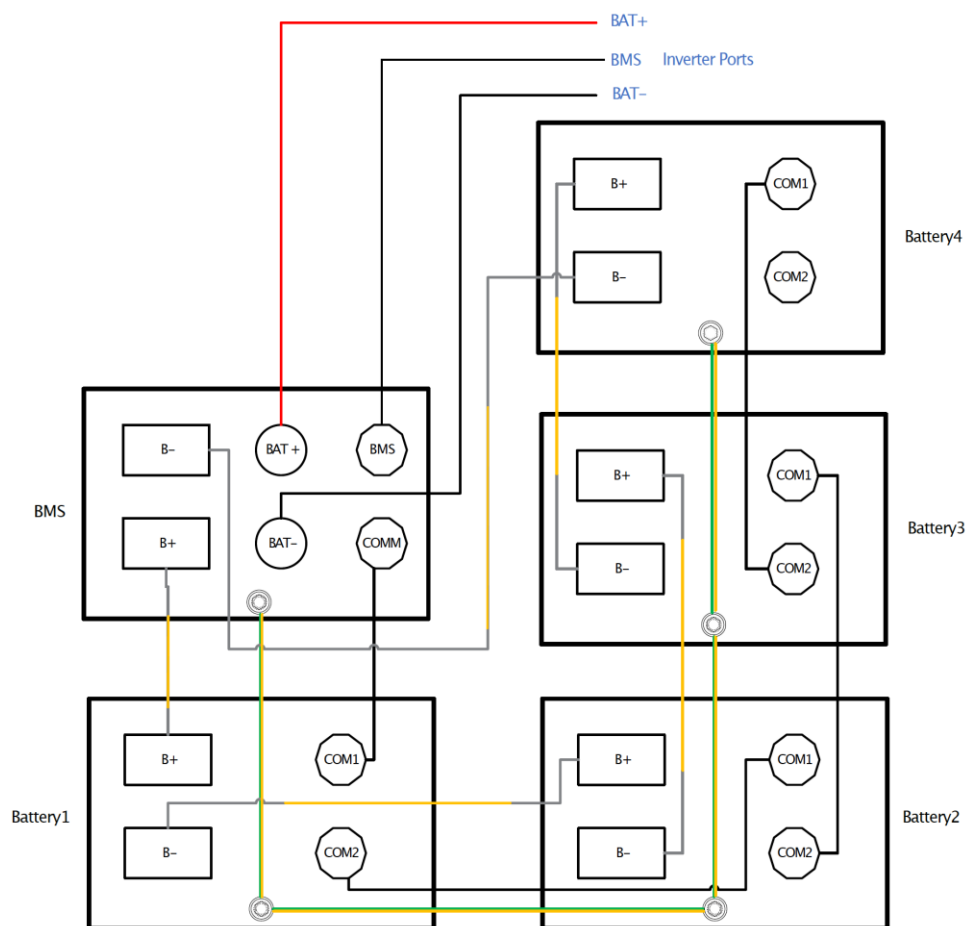 BAT+
BMS Inverter Ports
BAT-
B+
COM1
Battery4
B-
COM2
B-
BAT +
BMS
BMS
B+
BAT-
COMM
B+
COM1
Battery3
B-
COM2
B+
COM1
Battery1
B-
COM2
B+
COM1
Battery2
B-
COM2